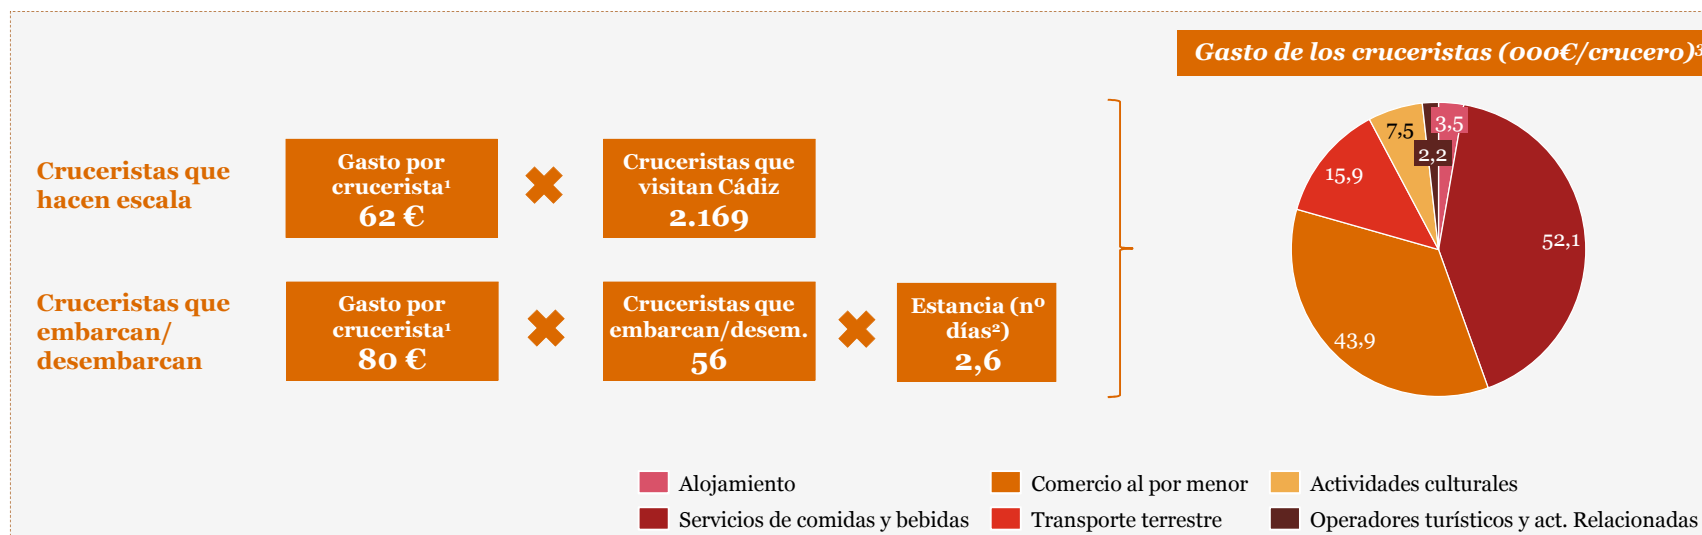 Gasto de los cruceristas (000€/crucero)³
Cruceristas que
hacen escala
Gasto por
crucerista¹
62 €
Cruceristas que
visitan Cádiz
2.169
Cruceristas que
embarcan/
desembarcan
Gasto por
crucerista¹
80 €
Cruceristas que
embarcan/desem.
56
Estancia (nº
días²)
2,6
3,5
7,5
2,2
15,9
52,1
43,9
Alojamiento
Comercio al por menor
Actividades culturales
Servicios de comidas y bebidas
Transporte terrestre
Operadores turísticos y act. Relacionadas